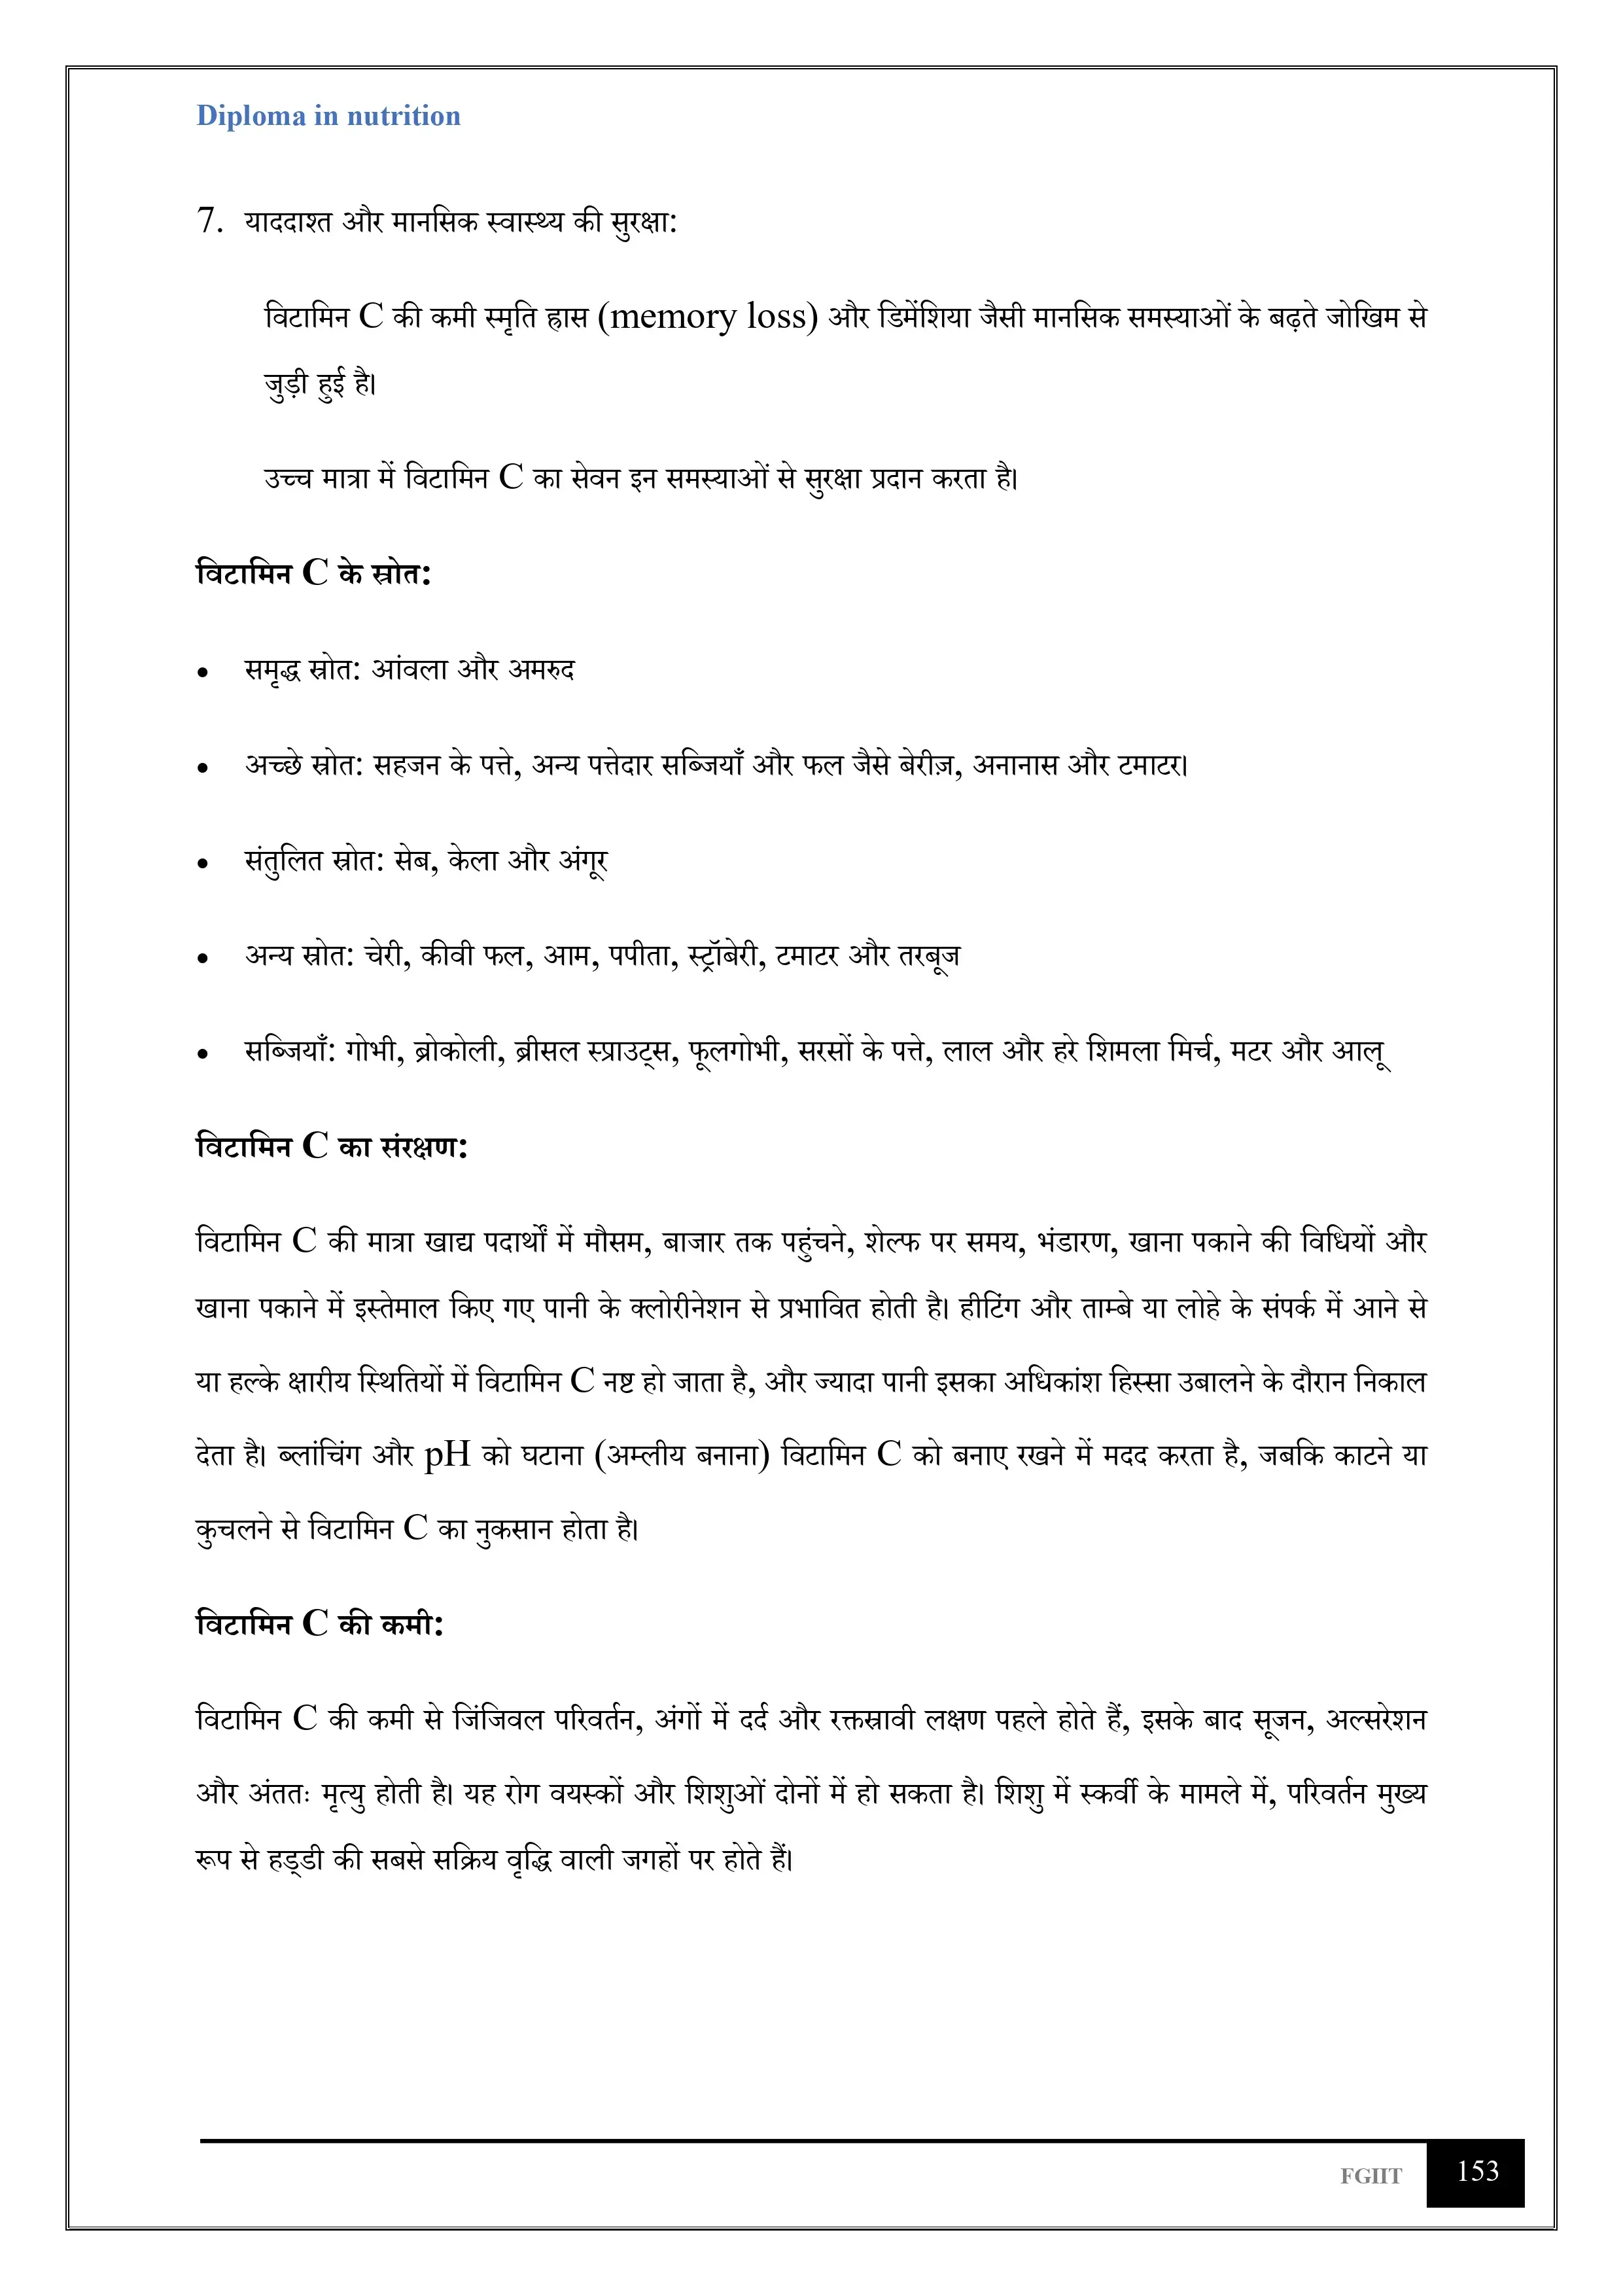 Diploma in nutrition
7. याददाश्त और मानसिक स्वास्थ्य की सुरक्षा:
विटामिन C की कमी स्मृति ह्रास (memory loss) और डिमेंशिया जैसी मानसिक समस्याओं के बढ़ते जोखिम से
जुड़ी हुई है।
उच्च मात्रा में विटामिन C का सेवन इन समस्याओं से सुरक्षा प्रदान करता है।
विटामिन C के स्रोत:
• समृद्ध स्रोत: आंवला और अमरुद
• अच्छे स्रोत: सहजन के पत्ते, अन्य पत्तेदार सब्जियाँ और फल जैसे बेरीज़, अनानास और टमाटर।
• संतुलित स्रोत: सेब, केला और अंगूर
• अन्य स्रोत: चेरी, कीवी फल, आम, पपीता, स्ट्रॉबेरी, टमाटर और तरबूज
• सब्जियाँ: गोभी, ब्रोकोली, ब्रीसल स्प्राउट्स, फूलगोभी, सरसों के पत्ते, लाल और हरे शिमला मिर्च, मटर और आलू
विटामिन C का संरक्षण:
विटामिन C की मात्रा खाद्य पदार्थों में मौसम, बाजार तक पहुंचने, शेल्फ पर समय, भंडारण, खाना पकाने की विधियों और
खाना पकाने में इस्तेमाल किए गए पानी के क्लोरीनेशन से प्रभावित होती है। हीटिंग और ताम्बे या लोहे के संपर्क में आने से
या हल्के क्षारीय स्थितियों में विटामिन C नष्ट हो जाता है, और ज्यादा पानी इसका अधिकांश हिस्सा उबालने के दौरान निकाल
देता है। ब्लांचिंग और pH को घटाना (अम्लीय बनाना) विटामिन C को बनाए रखने में मदद करता है, जबकि काटने या
कुचलने से विटामिन C का नुकसान होता है।
विटामिन C की कमी:
विटामिन C की कमी से जिंजिवल परिवर्तन, अंगों में दर्द और रक्तस्रावी लक्षण पहले होते हैं, इसके बाद सूजन, अल्सरेशन
और अंततः मृत्यु होती है। यह रोग वयस्कों और शिशुओं दोनों में हो सकता है। शिशु में स्कर्वी के मामले में, परिवर्तन मुख्य
रूप से हड्डी की सबसे सक्रिय वृद्धि वाली जगहों पर होते हैं।
FGIIT 153